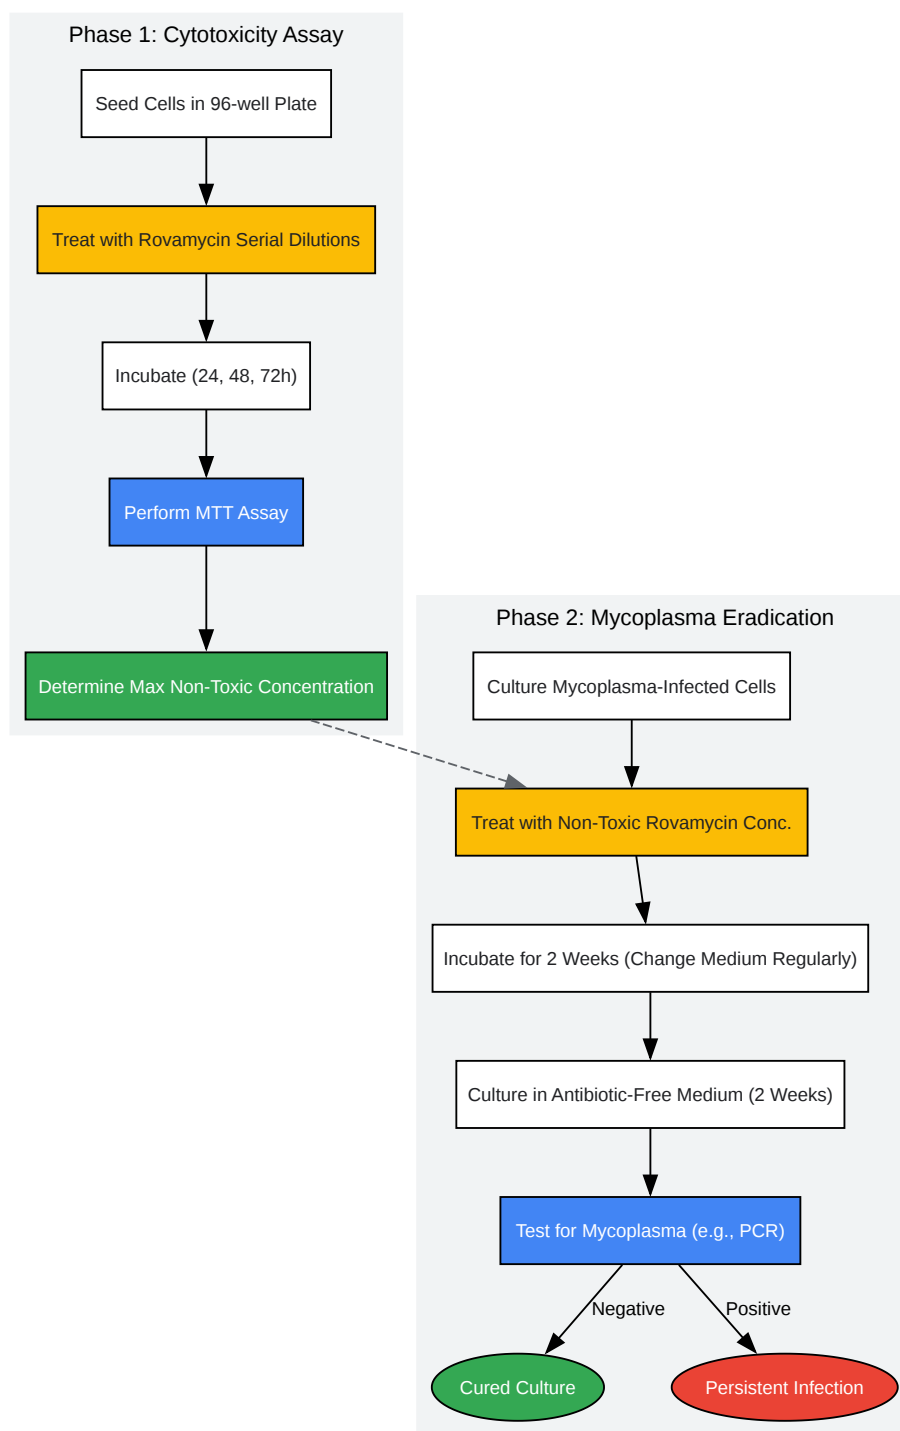 Phase 1: Cytotoxicity Assay
Seed Cells in 96-well Plate
Treat with Rovamycin Serial Dilutions
Incubate (24, 48, 72h)
Perform MTT Assay
Determine Max Non-Toxic Concentration
Phase 2: Mycoplasma Eradication
Culture Mycoplasma-Infected Cells
Treat with Non-Toxic Rovamycin Conc.
Incubate for 2 Weeks (Change Medium Regularly)
Culture in Antibiotic-Free Medium (2 Weeks)
Test for Mycoplasma (e.g., PCR)
Negative
Positive
Cured Culture
Persistent Infection